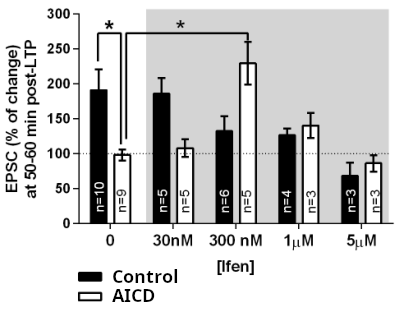 * *
300
250
200
150
100
50
0
EPSC (% of change)
at 50-60 min post-LTP
n=10 n=9 n=5 n=5 n=6 n=5 n=4 n=3 n=3 n=3
0 30nM 300 nM 1µM 5µM
[Ifen]
Control
AICD